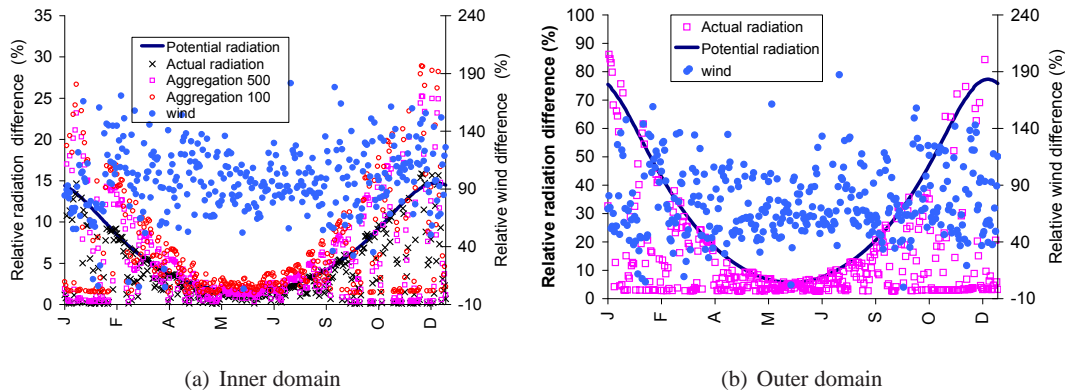 Relative radiation difference (%)
35
30
25
20
15
10
5
0
Potential radiation
Actual radiation
Aggregation 500
Aggregation 100
wind
240
190
140
90
40
-10
Relative wind difference (%)
J F A M J S O D
(a) Inner domain
Relative radiation difference (%)
100
90
80
70
60
50
40
30
20
10
0
Actual radiation
Potential radiation
wind
240
190
140
90
40
-10
Relative wind difference (%)
J F A M J S O D
(b) Outer domain